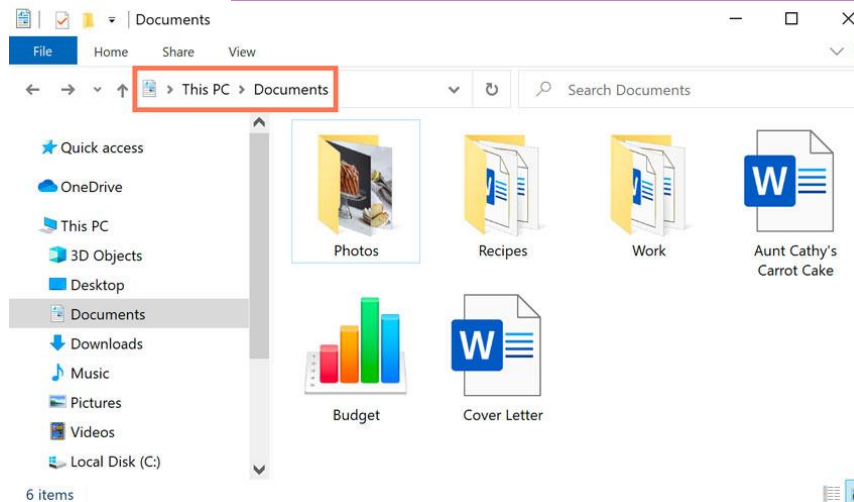 Documents
File Home Share View
This PC > Documents
Search Documents
Quick access
OneDrive
This PC
3D Objects
Desktop
Documents
Downloads
Music
Pictures
Videos
Local Disk (C:)
Photos
Recipes
Work
Aunt Cathy's
Carrot Cake
Budget
Cover Letter
W
W
6 items